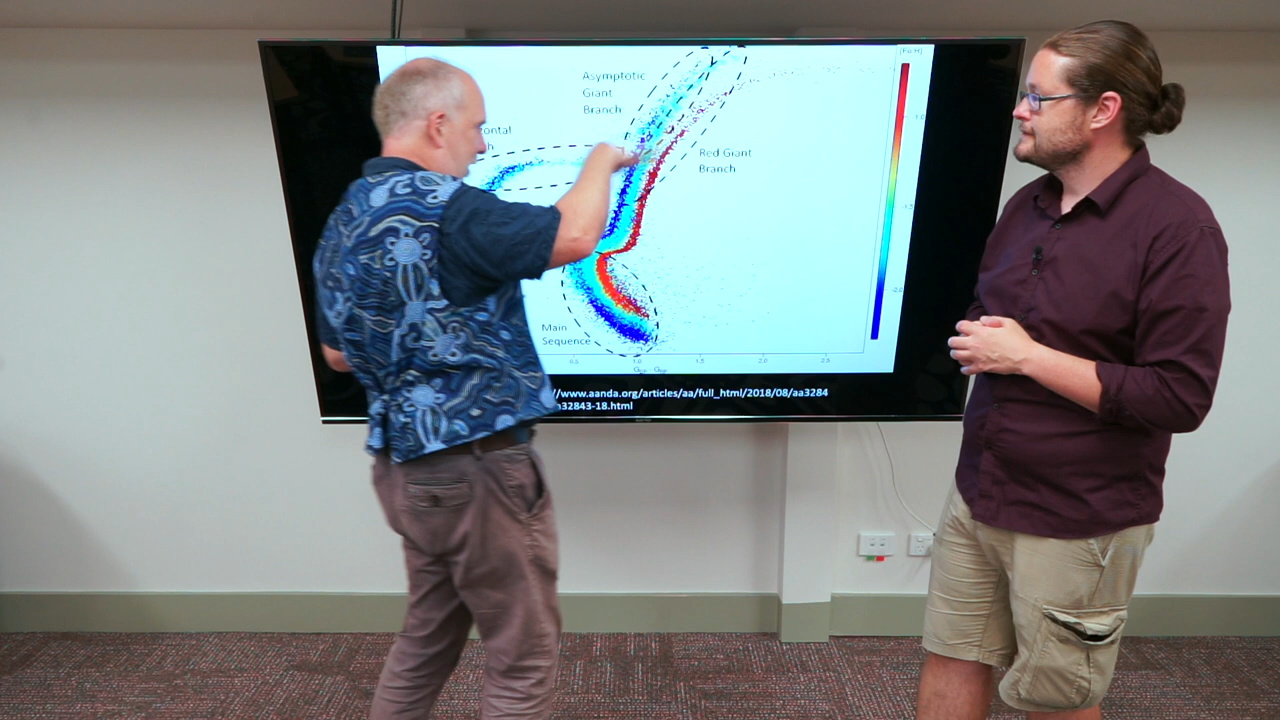 Asymptotic
Giant
Branch
[Fe/H]
Red Giant
Branch
Main
Sequence
0.5 1.0 1.5 2.0 2.5
//www.aanda.org/articles/aa/full_html/2018/08/aa3284
32843-18.html